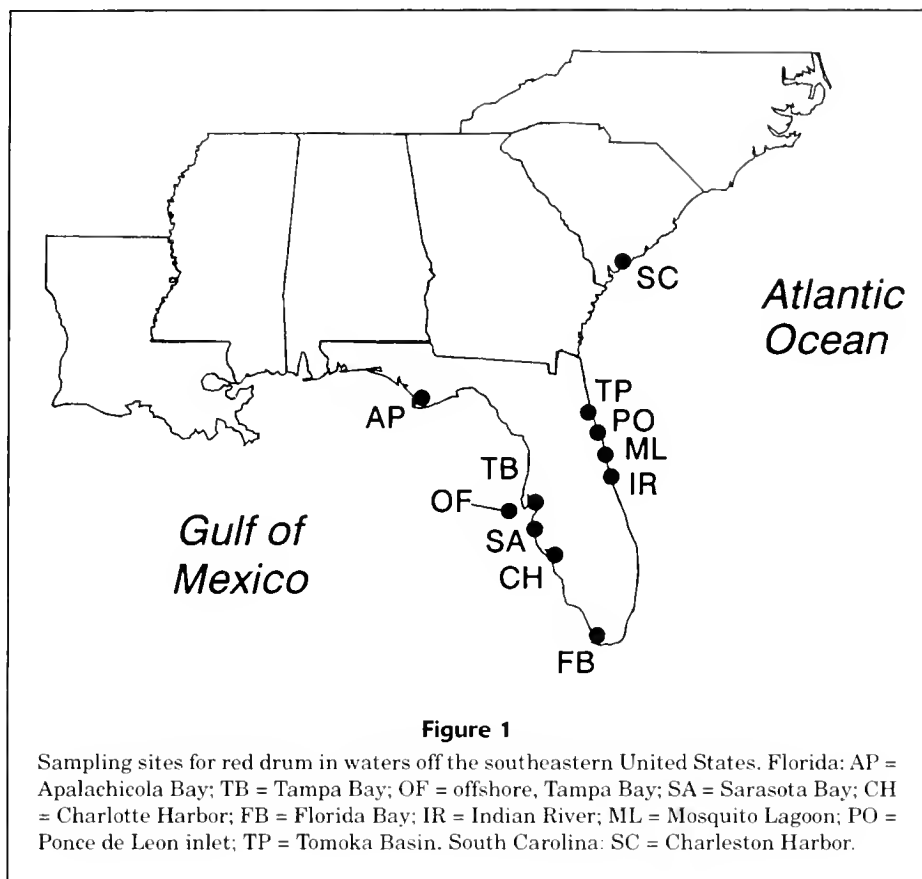 SC
Atlantic
Ocean
TP
AP
PO
ML
TB
IR
OF
Gulf of
Mexico
SA
CH
FB
Figure 1
Sampling sites for red drum in waters off the southeastern United States. Florida: AP =
Apalachicola Bay; TB = Tampa Bay; OF = offshore, Tampa Bay; SA = Sarasota Bay; CH
= Charlotte Harbor; FB = Florida Bay; IR = Indian River; ML = Mosquito Lagoon; PO =
Ponce de Leon inlet; TP = Tomoka Basin. South Carolina: SC = Charleston Harbor.